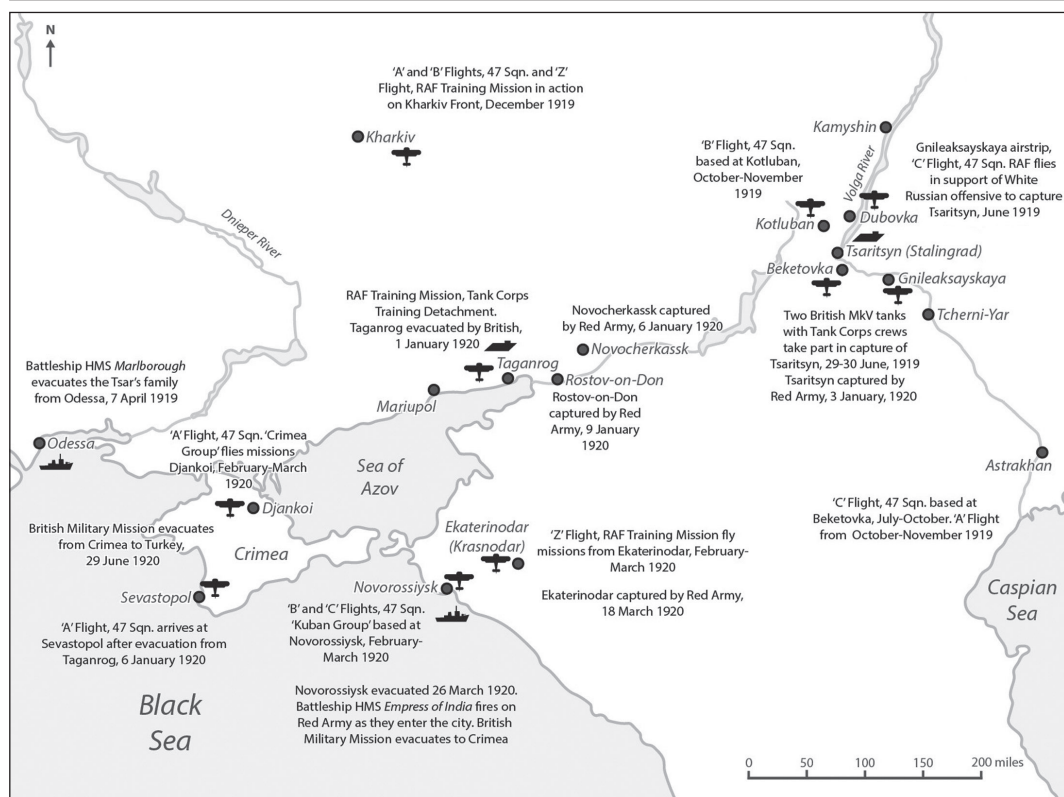 N
‘A’ and ‘B’ Flights, 47 Sqn. and ‘Z’
Flight, RAF Training Mission in action
on Kharkiv Front, December 1919
Kharkiv
Kamyshin
‘B’ Flight, 47 Sqn.
based at Kotluban,
October-November
1919
Volga River
Gnileaksayskaya airstrip,
‘C’ Flight, 47 Sqn. RAF flies
in support of White
Russian offensive to capture
Tsaritsyn, June 1919
Dnieper River
Kotluban
Dubovka
Tsaritsyn (Stalingrad)
Beketovka
Gnileaksayskaya
Tcherni-Yar
RAF Training Mission, Tank Corps
Training Detachment.
Taganrog evacuated by British,
1 January 1920
Novocherkassk captured
by Red Army, 6 January 1920
Novocherkassk
Two British MkV tanks
with Tank Corps crews
take part in capture of
Tsaritsyn, 29-30 June, 1919
Tsaritsyn captured by
Red Army, 3 January, 1920
Battleship HMS Marlborough
evacuates the Tsar’s family
from Odessa, 7 April 1919
Taganrog
Mariupol
Rostov-on-Don
Rostov-on-Don
captured by Red
Army, 9 January
1920
Odessa
‘A’ Flight, 47 Sqn. ‘Crimea
Group’ flies missions
Djankoi, February-March
1920
Sea of
Azov
Astrakhan
Djankoi
‘C’ Flight, 47 Sqn. based at
Beketovka, July-October. ‘A’ Flight
from October-November 1919
British Military Mission evacuates
from Crimea to Turkey,
29 June 1920
Crimea
Ekaterinodar
(Krasnodar)
‘Z’ Flight, RAF Training Mission fly
missions from Ekaterinodar, February-
March 1920
Ekaterinodar captured by Red Army,
18 March 1920
Sevastopol
Novorossiysk
Caspian
Sea
‘A’ Flight, 47 Sqn. arrives at
Sevastopol after evacuation from
Taganrog, 6 January 1920
‘B’ and ‘C’ Flights, 47 Sqn.
‘Kuban Group’ based at
Novorossiysk, February-
March 1920
Black
Sea
Novorossiysk evacuated 26 March 1920.
Battleship HMS Empress of India fires on
Red Army as they enter the city. British
Military Mission evacuates to Crimea
0 50 100 150 200 miles